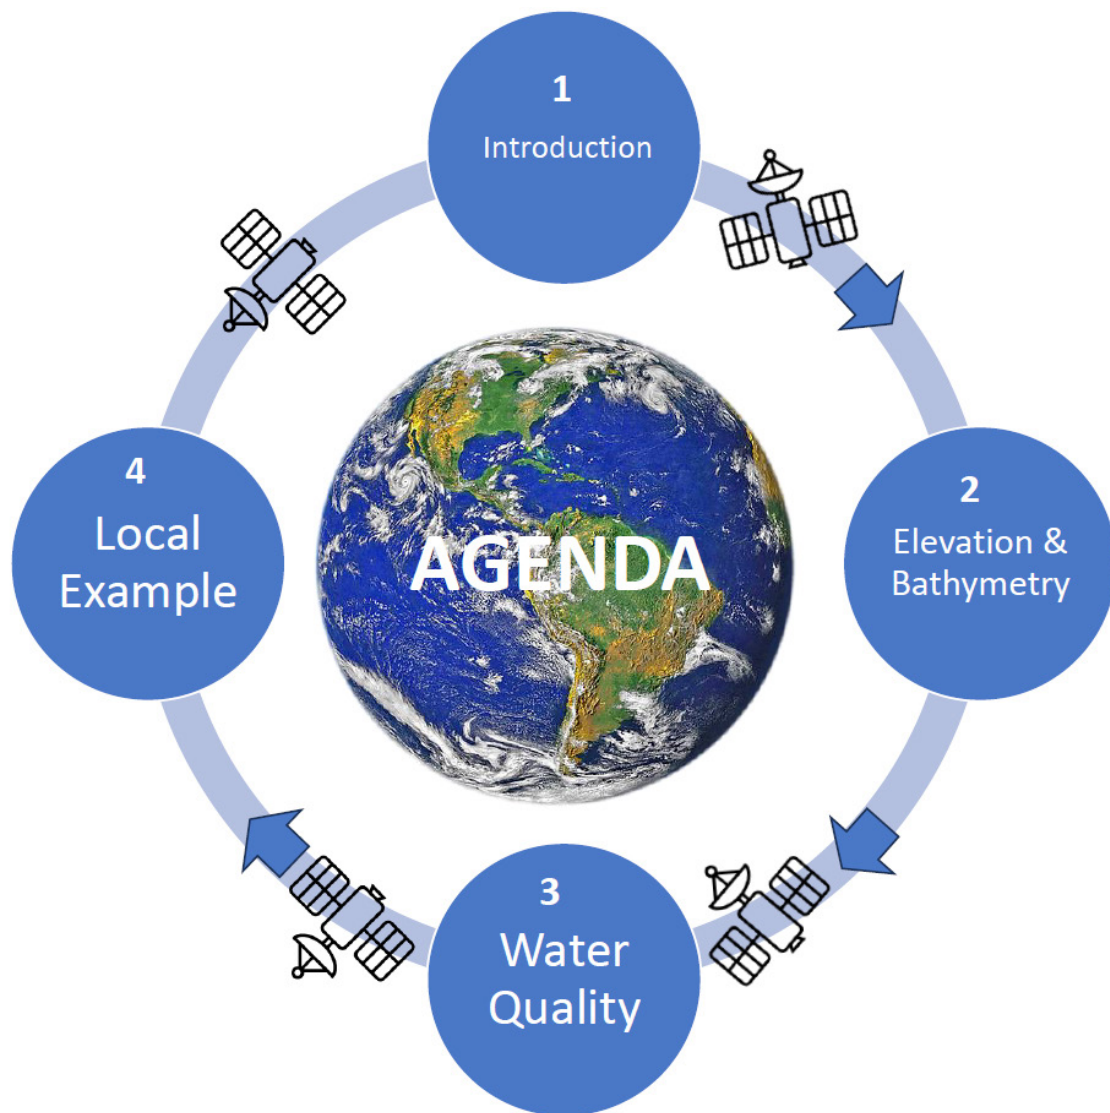 1
Introduction
2
Elevation &
Bathymetry
3
Water
Quality
4
Local
Example
AGENDA